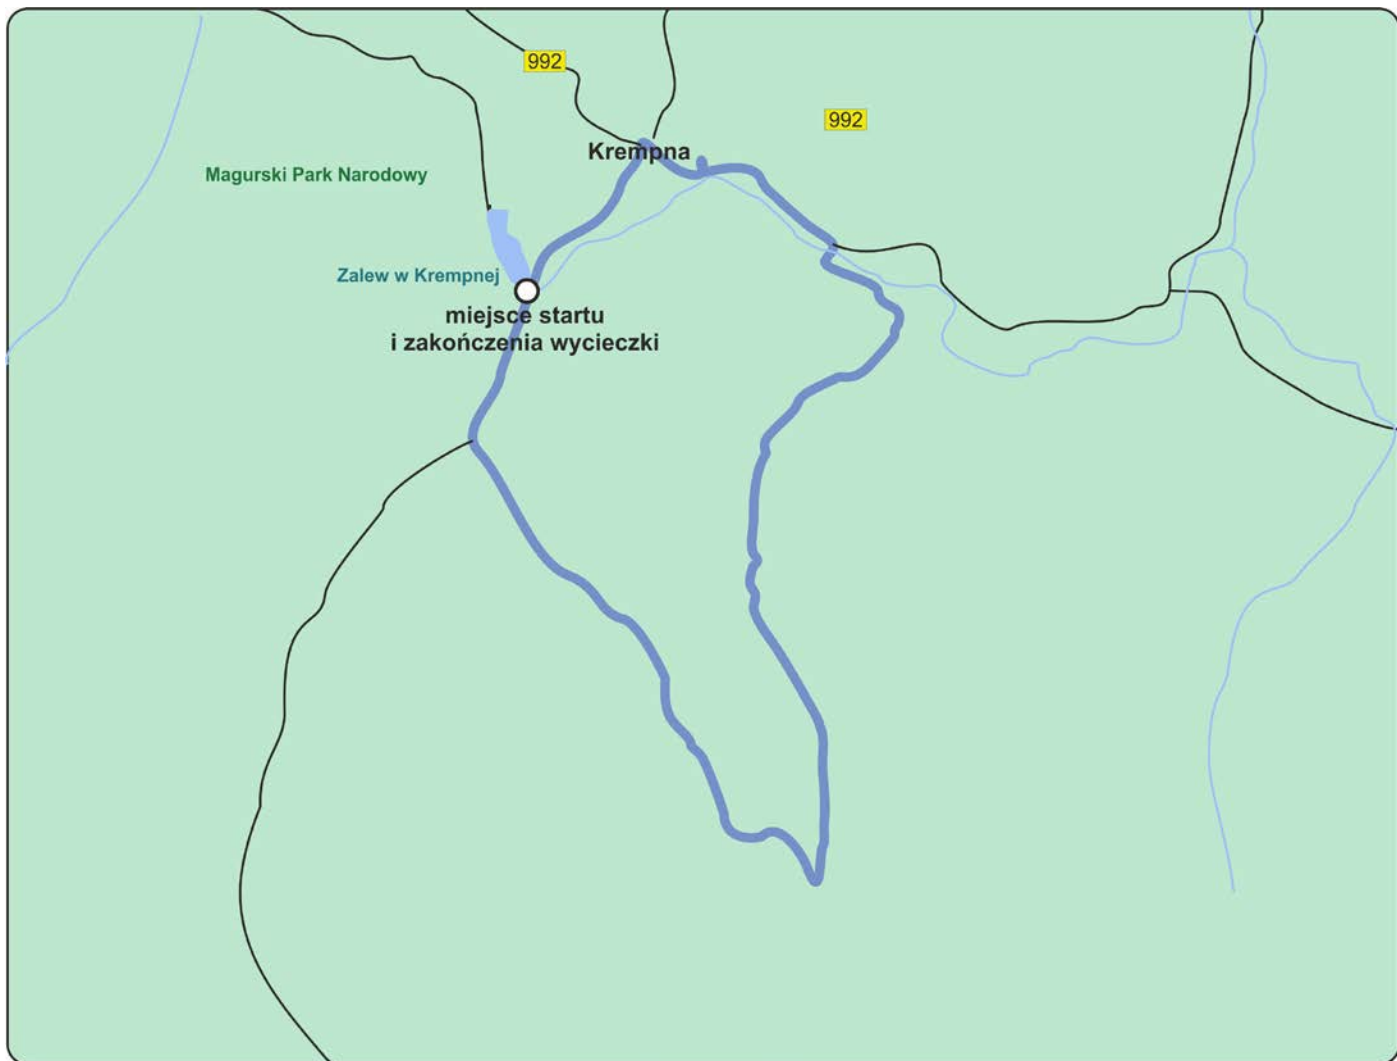 992
992
Krempna
Magurski Park Narodowy
Zalew w Krempnej
miejsce startu
i zakończenia wycieczki